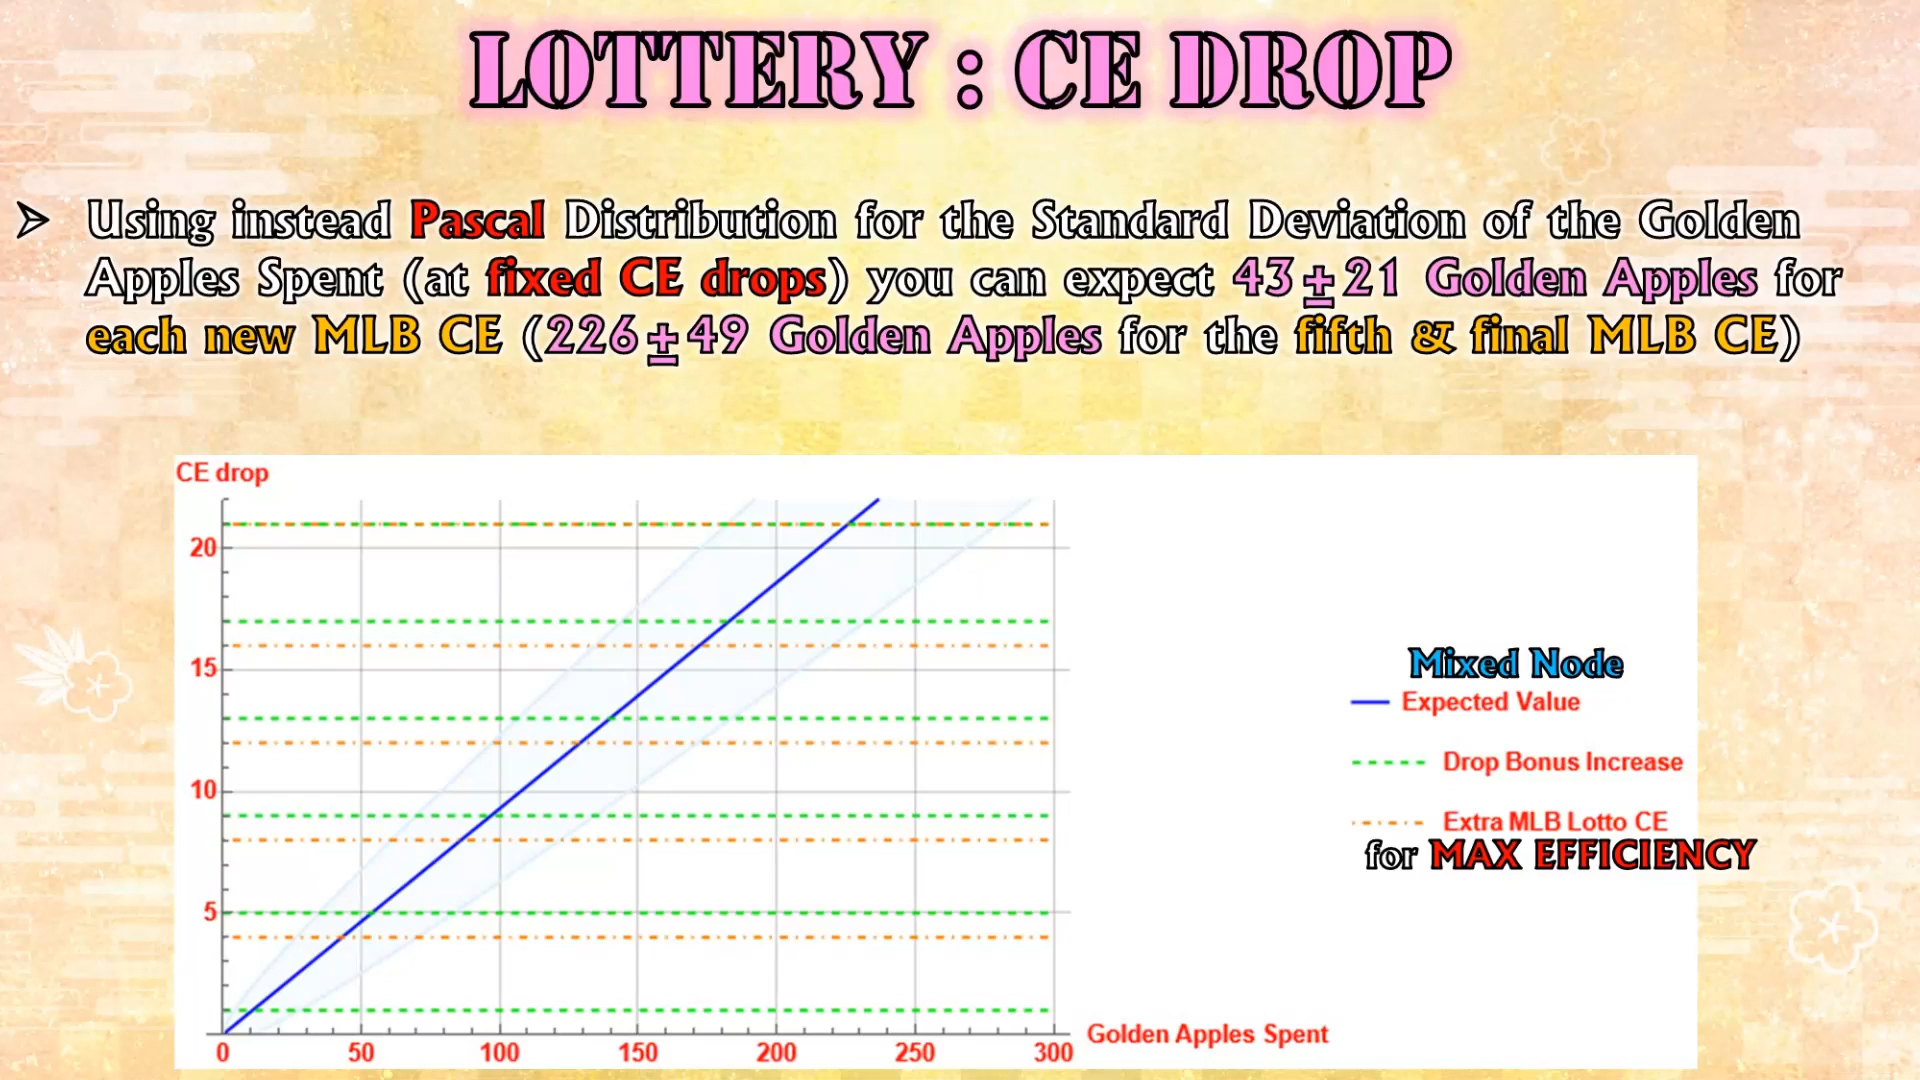 LOTTERY : CE DROP
➢ Using instead Pascal Distribution for the Standard Deviation of the Golden
Apples Spent (at fixed CE drops) you can expect 43±21 Golden Apples for
each new MLB CE (226±49 Golden Apples for the fifth & final MLB CE)
CE drop
20
15
10
5
0 50 100 150 200 250 300
Golden Apples Spent
Mixed Node
Expected Value
Drop Bonus Increase
Extra MLB Lotto CE
for MAX EFFICIENCY